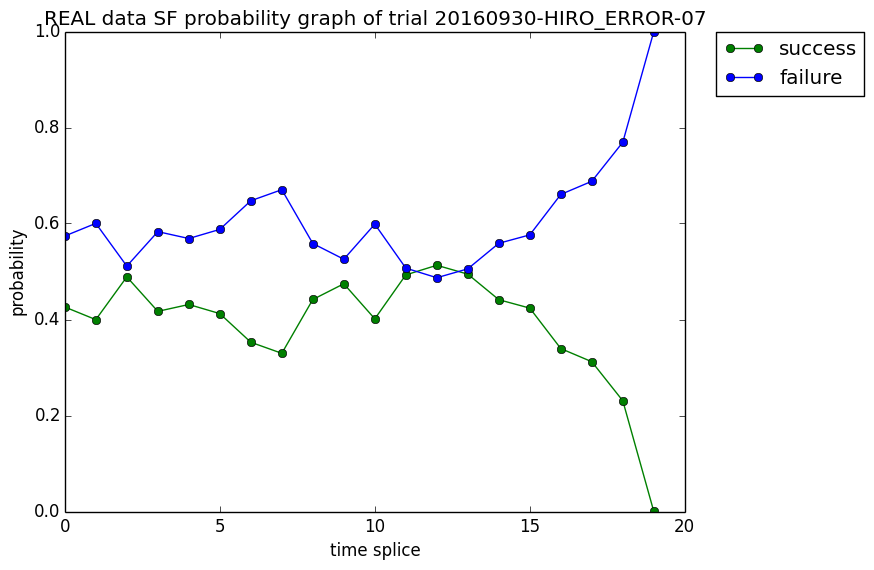 REAL data SF probability graph of trial 20160930-HIRO_ERROR-07
success
failure
1.0
0.8
0.6
0.4
0.2
0.0
probability
0 5 10 15 20
time splice